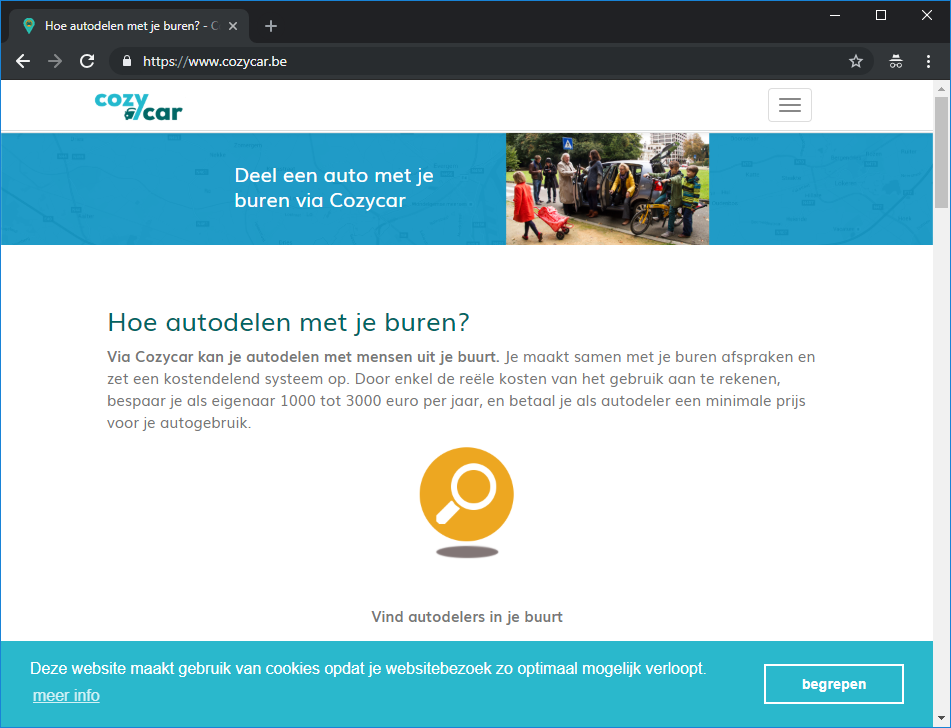 Hoe autodelen met je buren? - C
https://www.cozycar.be
cozy
car
Deel een auto met je
buren via Cozycar
Hoe autodelen met je buren?
Via Cozycar kan je autodelen met mensen uit je buurt. Je maakt samen met je buren afspraken en
zet een kostendelend systeem op. Door enkel de reële kosten van het gebruik aan te rekenen,
bespaar je als eigenaar 1000 tot 3000 euro per jaar, en betaal je als autodeler een minimale prijs
voor je autogebruik.
Vind autodelers in je buurt
Deze website maakt gebruik van cookies opdat je websitebezoek zo optimaal mogelijk verloopt.
meer info
begrepen